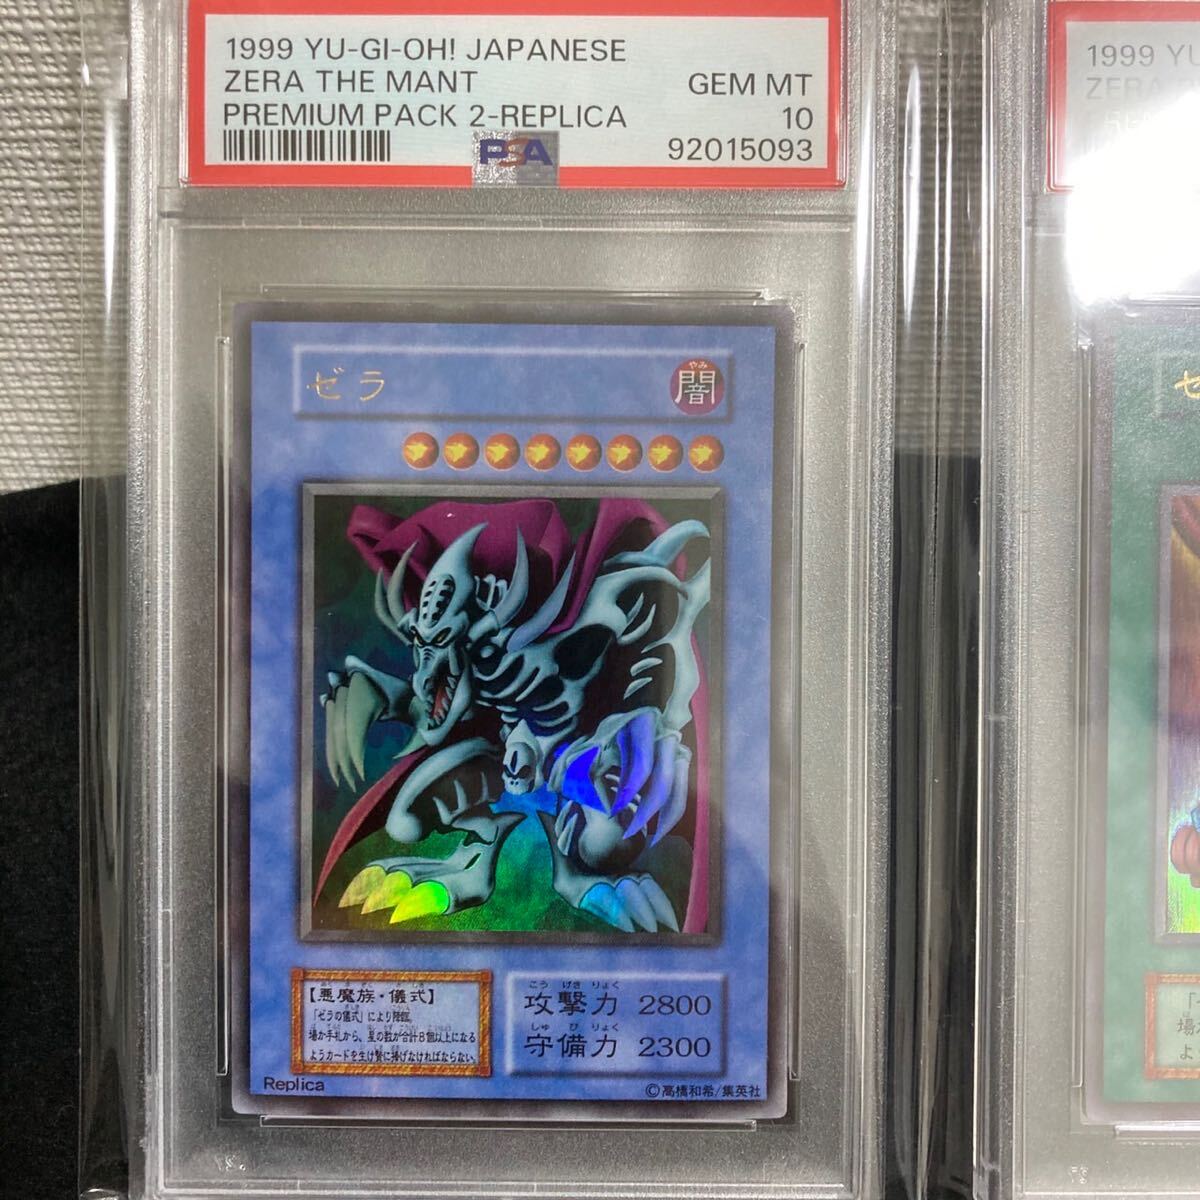 1999 YU-GI-OH! JAPANESE
ZERA THE MANT GEM MT
PREMIUM PACK 2-REPLICA 10
PSA 92015093
ゼラ
やみ
闇
【悪魔族・儀式】
「ゼラの儀式」により降臨。
場か手札から、星の数が合計8個以上になる
ようカードを生け贄に捧げなければならない。
こう げき りょく
攻撃力 2800
しゅ び りょく
守備力 2300
Replica
©高橋和希/集英社
1999 YU
ZERA
場
よ